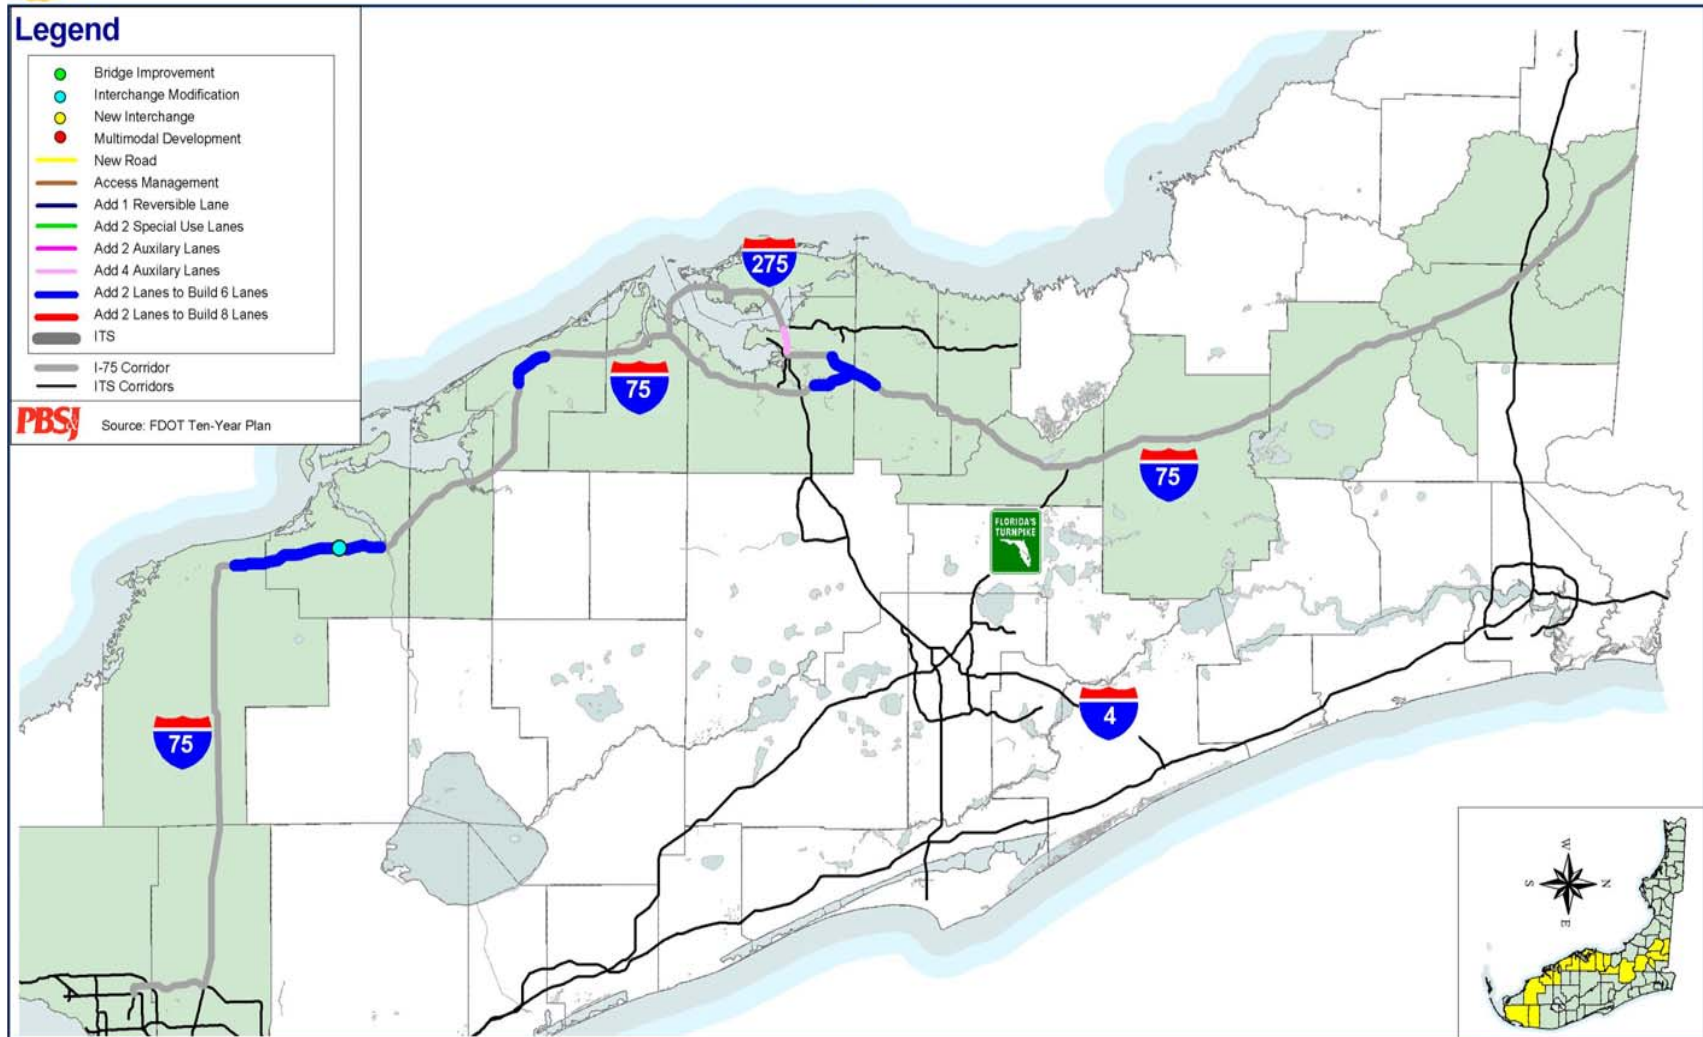 Legend
Bridge Improvement
Interchange Modification
New Interchange
Multimodal Development
New Road
Access Management
Add 1 Reversible Lane
Add 2 Special Use Lanes
Add 2 Auxilary Lanes
Add 4 Auxilary Lanes
Add 2 Lanes to Build 6 Lanes
Add 2 Lanes to Build 8 Lanes
ITS
I-75 Corridor
ITS Corridors
PBS&J Source: FDOT Ten-Year Plan
275
75
75
FLORIDA'S
TURNPIKE
4
75
W
S
N
E